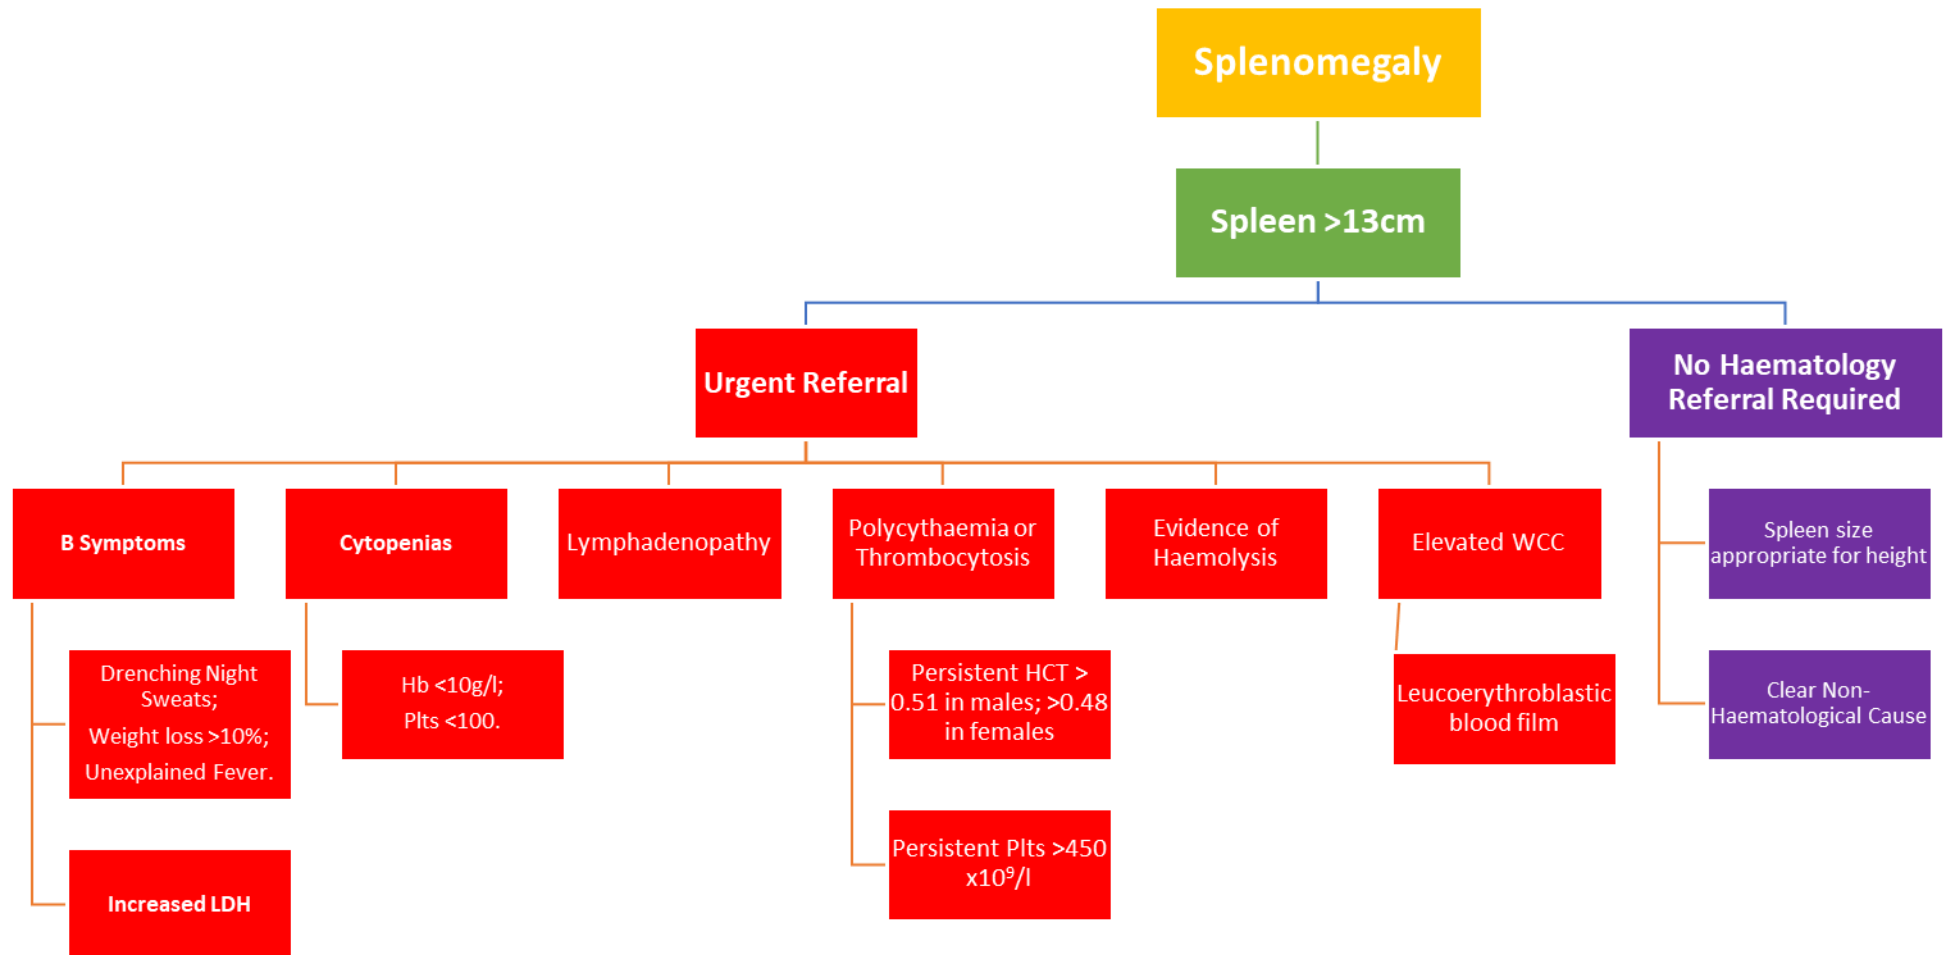 Splenomegaly
Spleen >13cm
Urgent Referral
No Haematology
Referral Required
B Symptoms
Cytopenias
Lymphadenopathy
Polycythaemia or
Thrombocytosis
Evidence of
Haemolysis
Elevated WCC
Spleen size
appropriate for height
Drenching Night
Sweats;
Weight loss >10%;
Unexplained Fever.
Hb <10g/l;
Plts <100.
Persistent HCT >
0.51 in males; >0.48
in females
Leucoerythroblastic
blood film
Clear Non-
Haematological Cause
Increased LDH
Persistent Plts >450
x10⁹/l